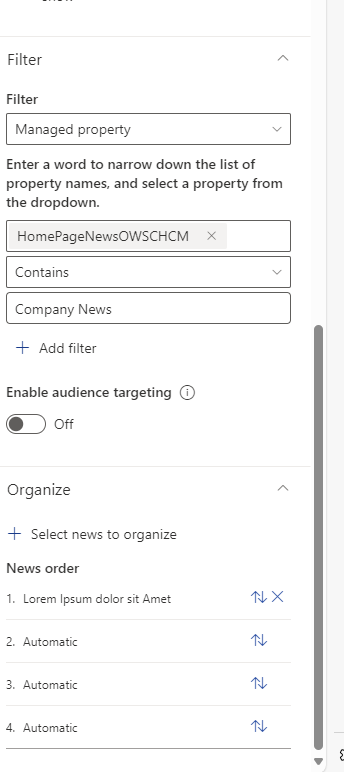 Filter
Filter
Managed property
Enter a word to narrow down the list of
property names, and select a property from
the dropdown.
HomePageNewsOWSCHCM
Contains
Company News
Add filter
Enable audience targeting
Off
Organize
Select news to organize
News order
1. Lorem Ipsum dolor sit Amet
2. Automatic
3. Automatic
4. Automatic